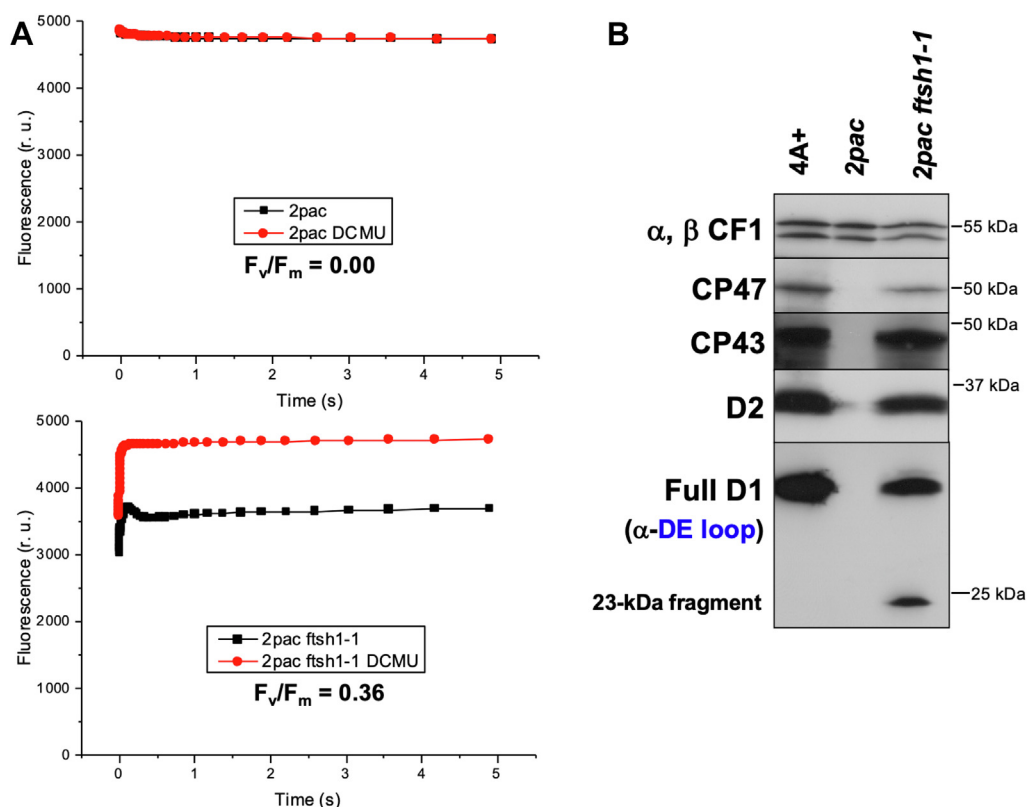 A
Fluorescence (r. u.)
5000
4000
3000
2000
1000
0
2pac
2pac DCMU
Fv/Fm = 0.00
0 1 2 3 4 5
Time (s)
Fluorescence (r. u.)
5000
4000
3000
2000
1000
0
2pac ftsh1-1
2pac ftsh1-1 DCMU
Fv/Fm = 0.36
0 1 2 3 4 5
Time (s)
B
4A+
2pac
2pac ftsh1-1
α, β CF1
55 kDa
CP47
50 kDa
CP43
50 kDa
D2
37 kDa
Full D1
(α-DE loop)
23-kDa fragment
25 kDa